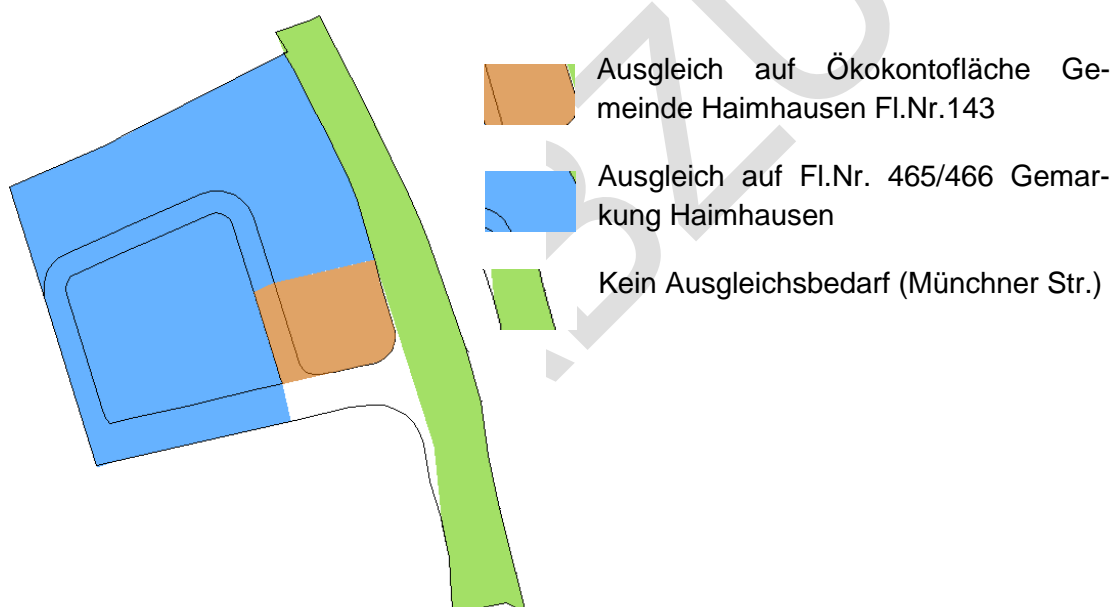 Ausgleich auf Ökokontofläche Ge-
meinde Haimhausen Fl.Nr.143
Ausgleich auf Fl.Nr. 465/466 Gemar-
kung Haimhausen
Kein Ausgleichsbedarf (Münchner Str.)